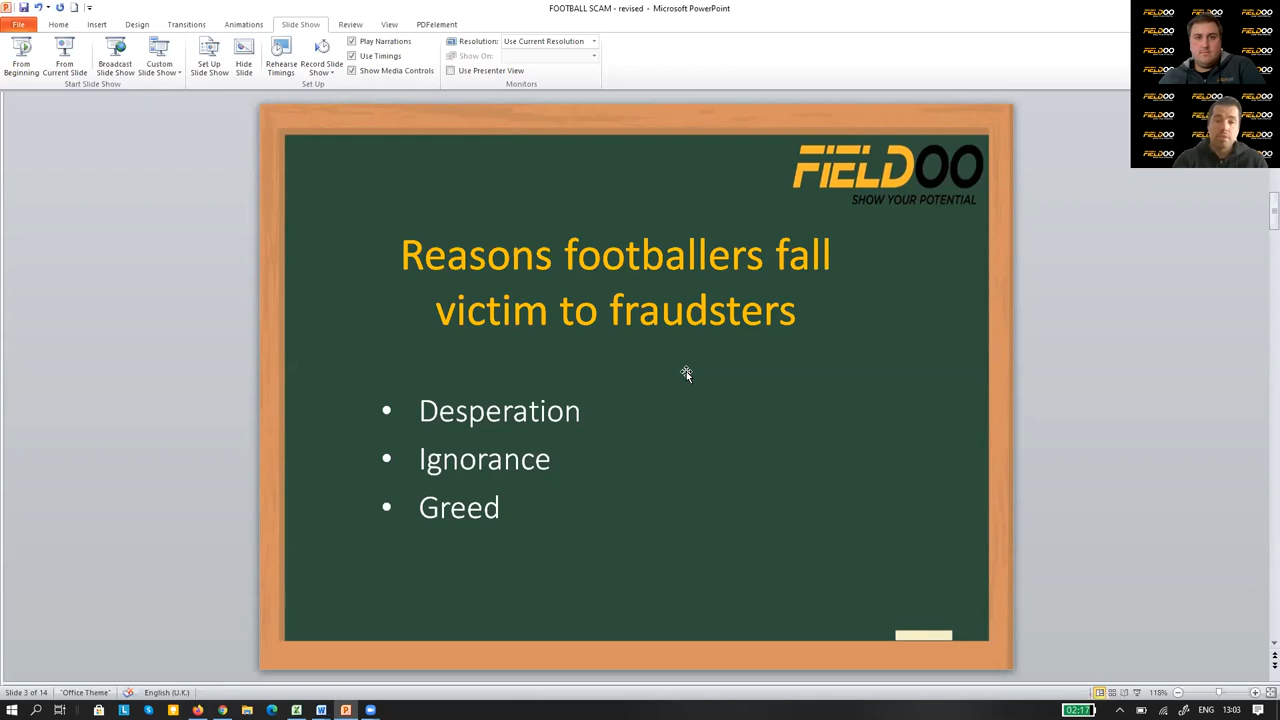 FOOTBALL SCAM - revised - Microsoft PowerPoint
File Home Insert Design Transitions Animations Slide Show Review View PDFelement
From Beginning
From Current Slide
Broadcast Slide Show
Custom Slide Show
Set Up Slide Show
Hide Slide
Rehearse Timings
Record Slide Show
Play Narrations
Use Timings
Show Media Controls
Resolution: Use Current Resolution
Show On:
Use Presenter View
Start Slide Show
Set Up
Monitors
FIELDOO
SHOW YOUR POTENTIAL
Reasons footballers fall
victim to fraudsters
• Desperation
• Ignorance
• Greed
Slide 3 of 14 "Office Theme" English (U.K.) 118%
02:17 ENG 13:03